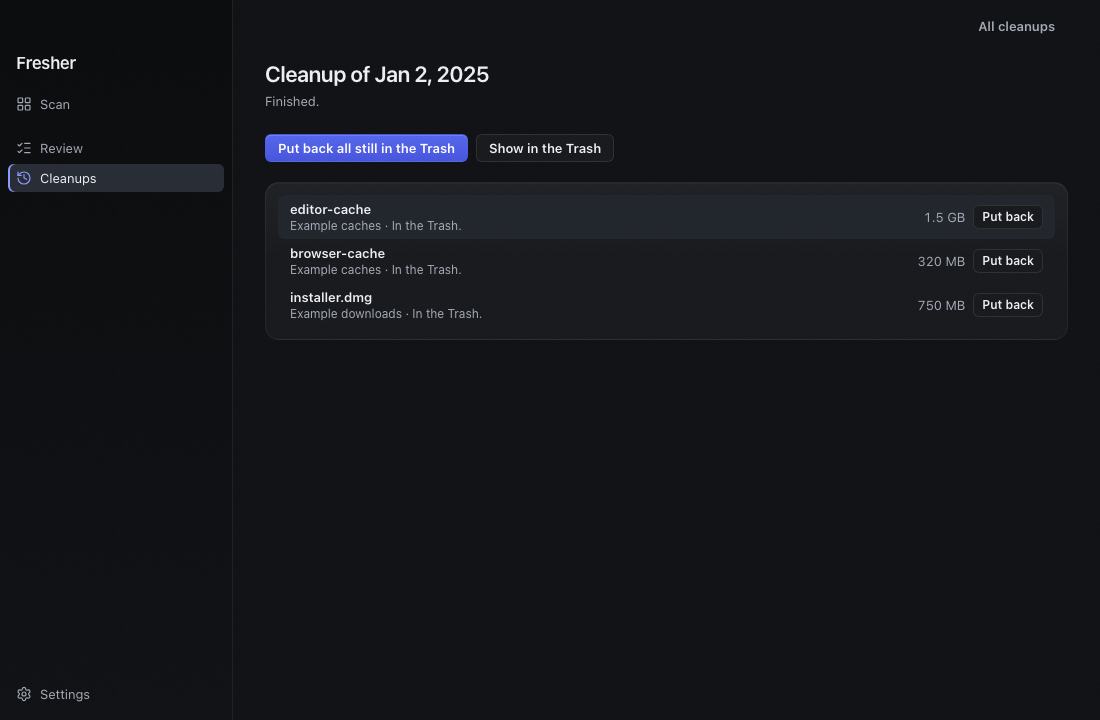 All cleanups
Fresher
Scan
Review
Cleanups
Settings
Cleanup of Jan 2, 2025
Finished.
Put back all still in the Trash
Show in the Trash
editor-cache
Example caches · In the Trash.
1.5 GB
Put back
browser-cache
Example caches · In the Trash.
320 MB
Put back
installer.dmg
Example downloads · In the Trash.
750 MB
Put back